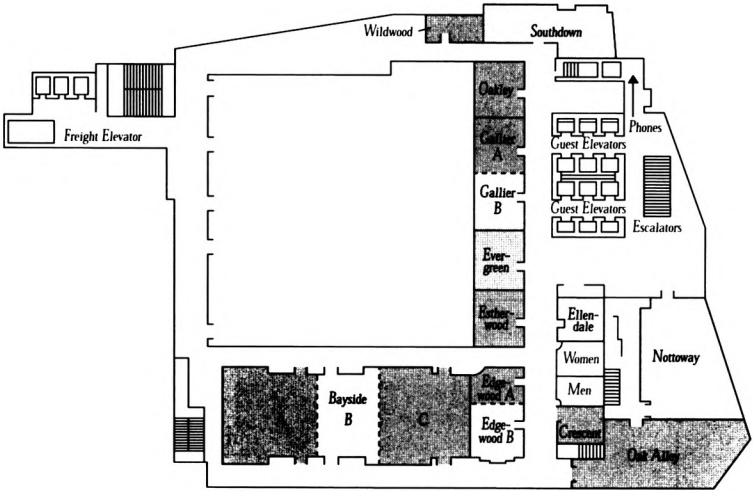 Wildwood
Southdown
Oakley
Gallier
A
Phones
Freight Elevator
Guest Elevators
Gallier
B
Guest Elevators
Escalators
Ever-
green
Esther-
wood
Ellen-
dale
Women
Nottoway
Men
Bayside
B
C
Edge-
wood A
Edge-
wood B
Crescent
Oak Alley